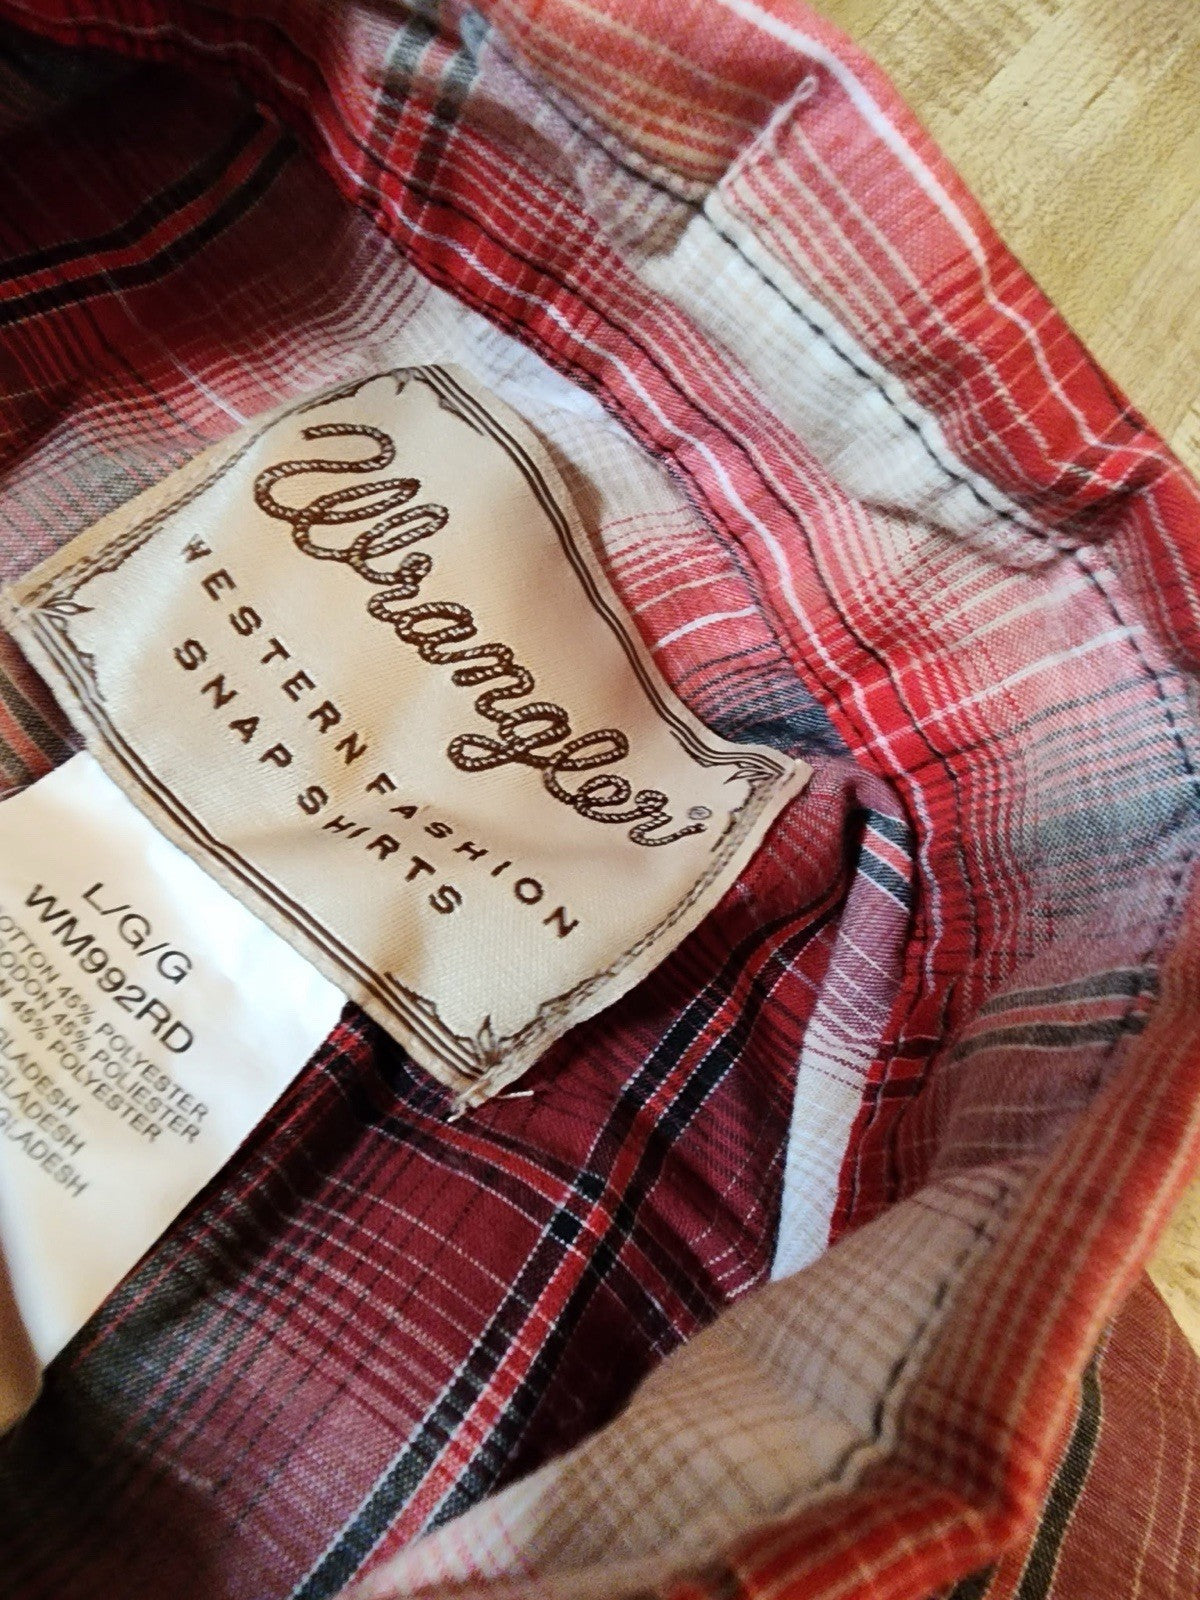 Wrangler®
WESTERN FASHION
SNAP SHIRTS
L/G/G
WM992RD
45% POLYESTER
45% POLIESTER
45% POLYESTER